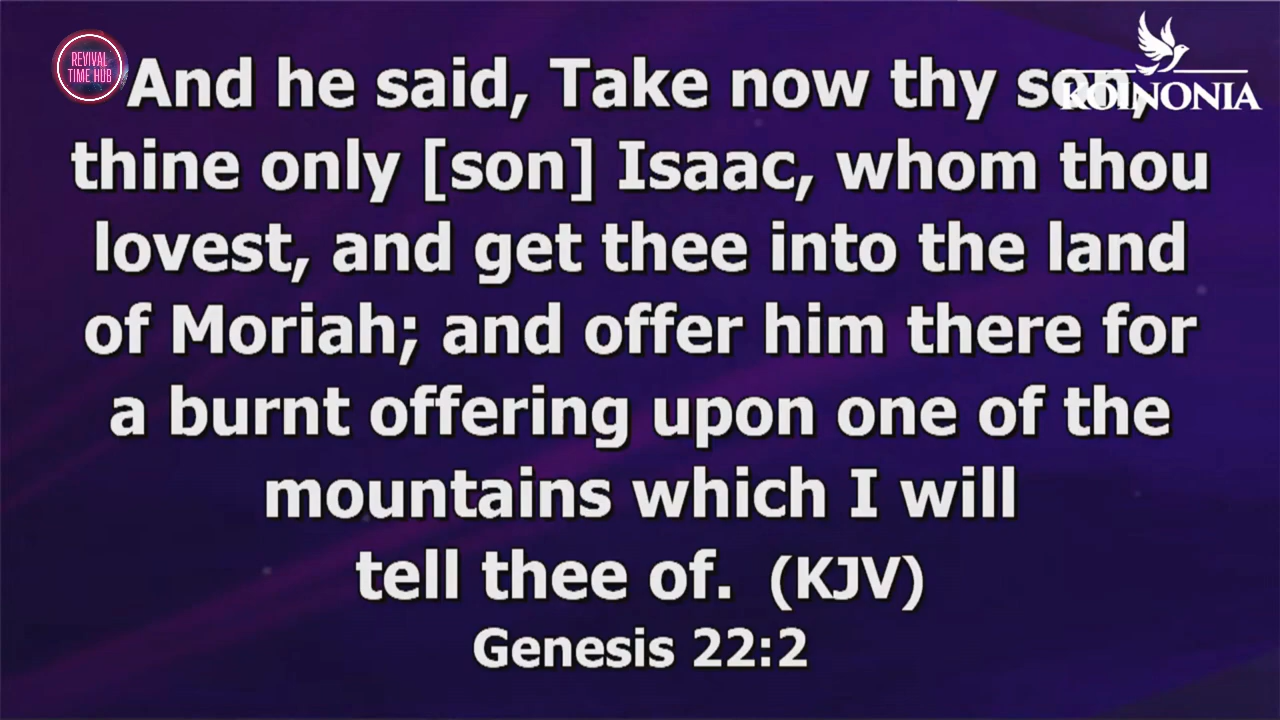 REVIVAL
TIME HUB
KOINONIA
And he said, Take now thy son,
thine only [son] Isaac, whom thou
lovest, and get thee into the land
of Moriah; and offer him there for
a burnt offering upon one of the
mountains which I will
tell thee of. (KJV)
Genesis 22:2